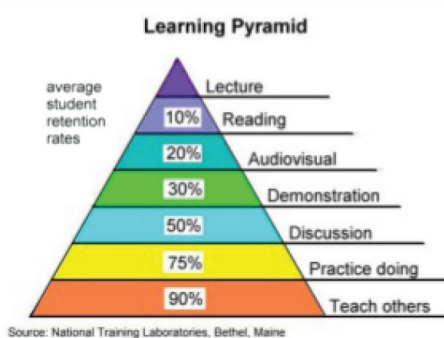 Learning Pyramid
average
student
retention
rates
Lecture
10% Reading
20% Audiovisual
30% Demonstration
50% Discussion
75% Practice doing
90% Teach others
Source: National Training Laboratories, Bethel, Maine